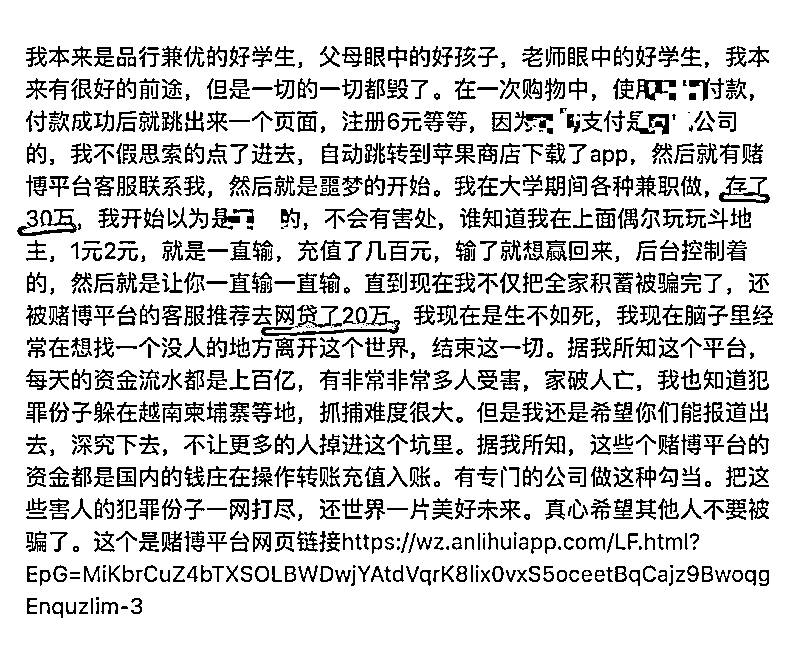 我本来是品行兼优的好学生，父母眼中的好孩子，老师眼中的好学生，我本
来有很好的前途，但是一切的一切都毁了。在一次购物中，使用 付款，
付款成功后就跳出来一个页面，注册6元等等，因为 支付是 公司
的，我不假思索的点了进去，自动跳转到苹果商店下载了app，然后就有赌
博平台客服联系我，然后就是噩梦的开始。我在大学期间各种兼职做，存了
30万，我开始以为是 的，不会有害处，谁知道我在上面偶尔玩玩斗地
主，1元2元，就是一直输，充值了几百元，输了就想赢回来，后台控制着
的，然后就是让你一直输一直输。直到现在我不仅把全家积蓄被骗完了，还
被赌博平台的客服推荐去网贷了20万。我现在是生不如死，我现在脑子里经
常在想找一个没人的地方离开这个世界，结束这一切。据我所知这个平台，
每天的资金流水都是上百亿，有非常非常多人受害，家破人亡，我也知道犯
罪份子躲在越南柬埔寨等地，抓捕难度很大。但是我还是希望你们能报道出
去，深究下去，不让更多的人掉进这个坑里。据我所知，这些个赌博平台的
资金都是国内的钱庄在操作转账充值入账。有专门的公司做这种勾当。把这
些害人的犯罪份子一网打尽，还世界一片美好未来。真心希望其他人不要被
骗了。这个是赌博平台网页链接https://wz.anlihuiapp.com/LF.html?
EpG=MiKbrCuZ4bTXSOLBWDwjYAtdVqrK8lix0vxS5oceetBqCajz9Bwoqg
Enquzlim-3